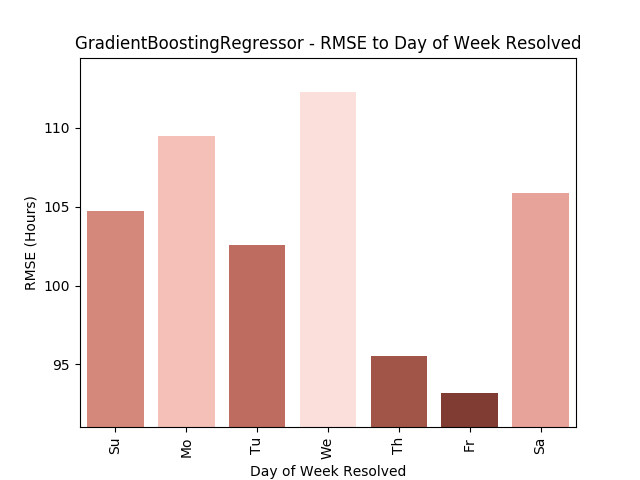 GradientBoostingRegressor - RMSE to Day of Week Resolved
110
105
100
95
RMSE (Hours)
Su
Mo
Tu
We
Th
Fr
Sa
Day of Week Resolved